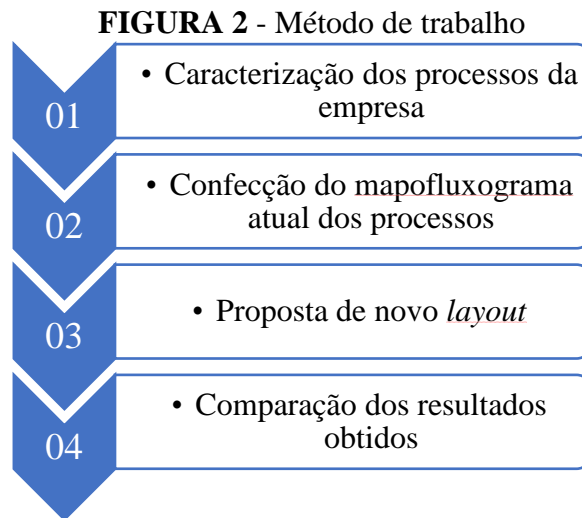 FIGURA 2 - Método de trabalho
01
• Caracterização dos processos da
empresa
02
• Confecção do mapofluxograma
atual dos processos
03
• Proposta de novo layout
04
• Comparação dos resultados
obtidos